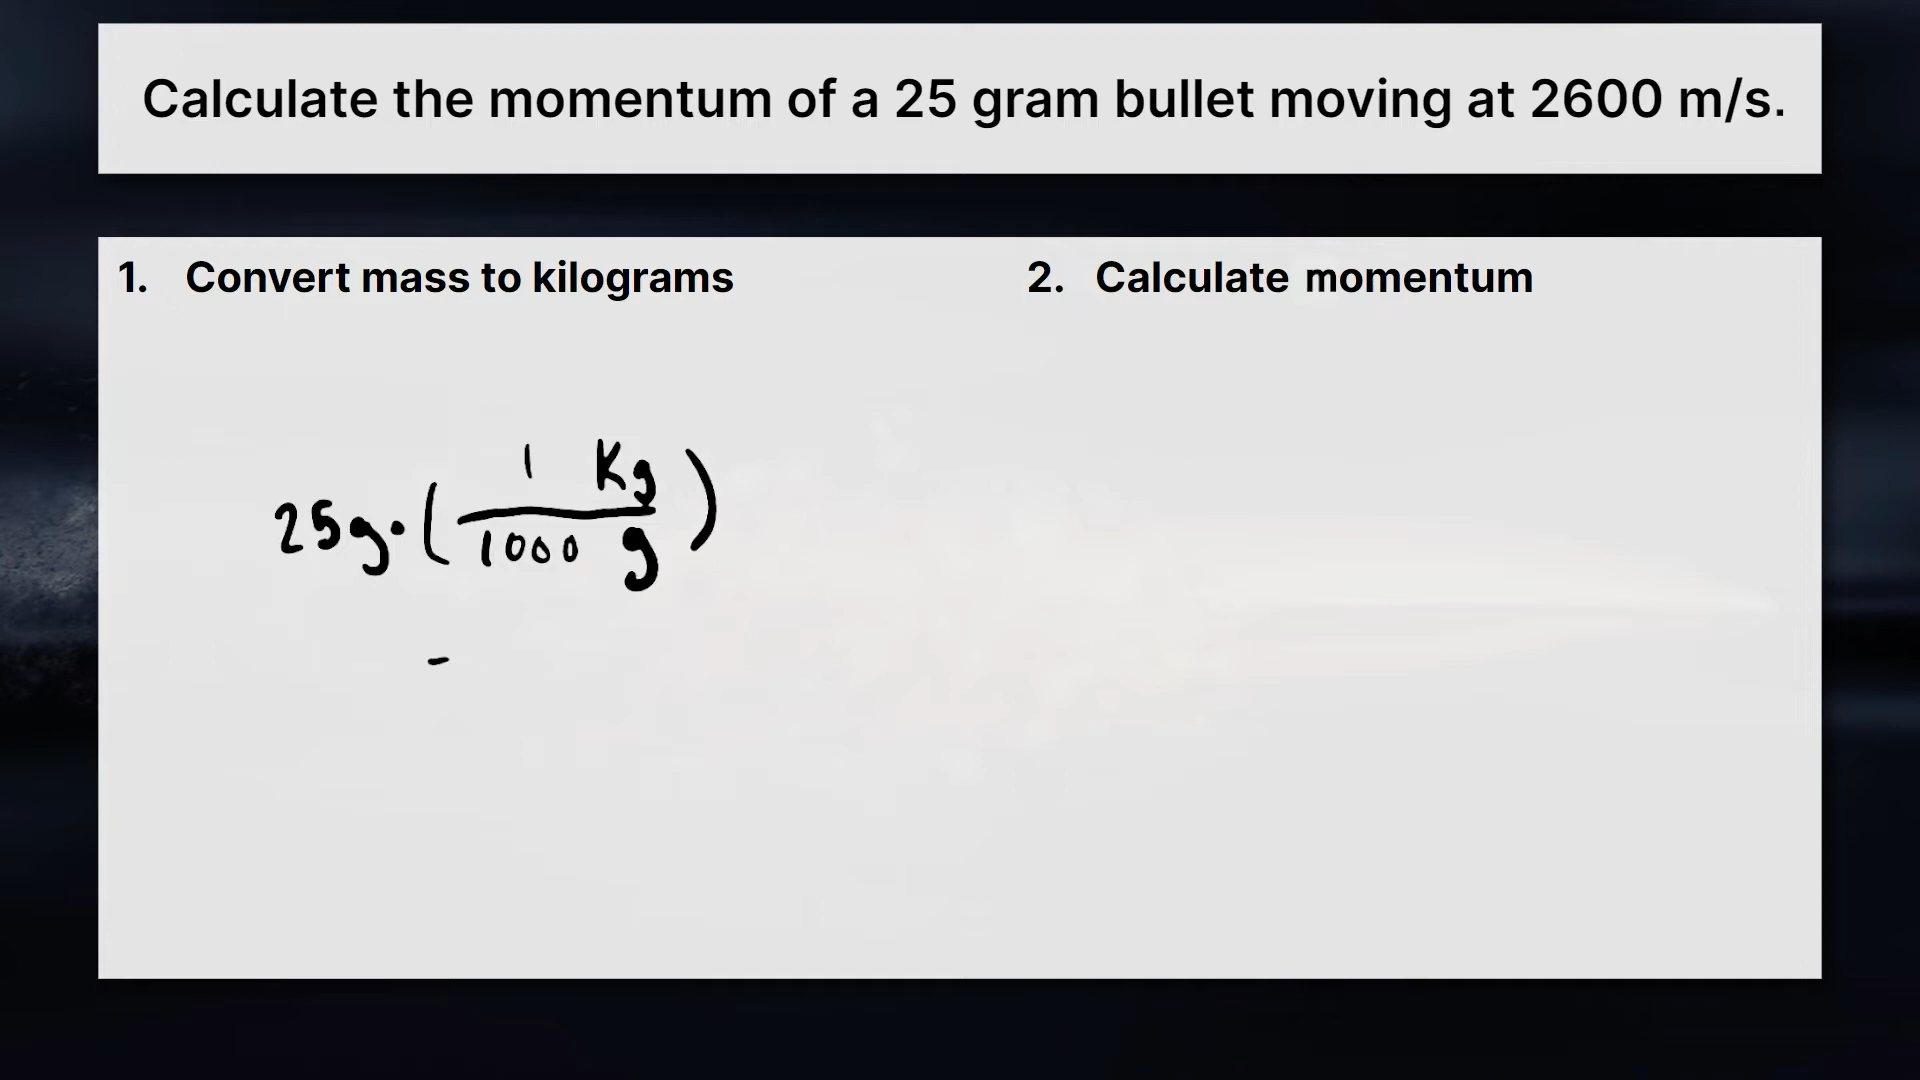 Calculate the momentum of a 25 gram bullet moving at 2600 m/s.
1. Convert mass to kilograms
2. Calculate momentum
25g·(1 Kg/1000 g)
-